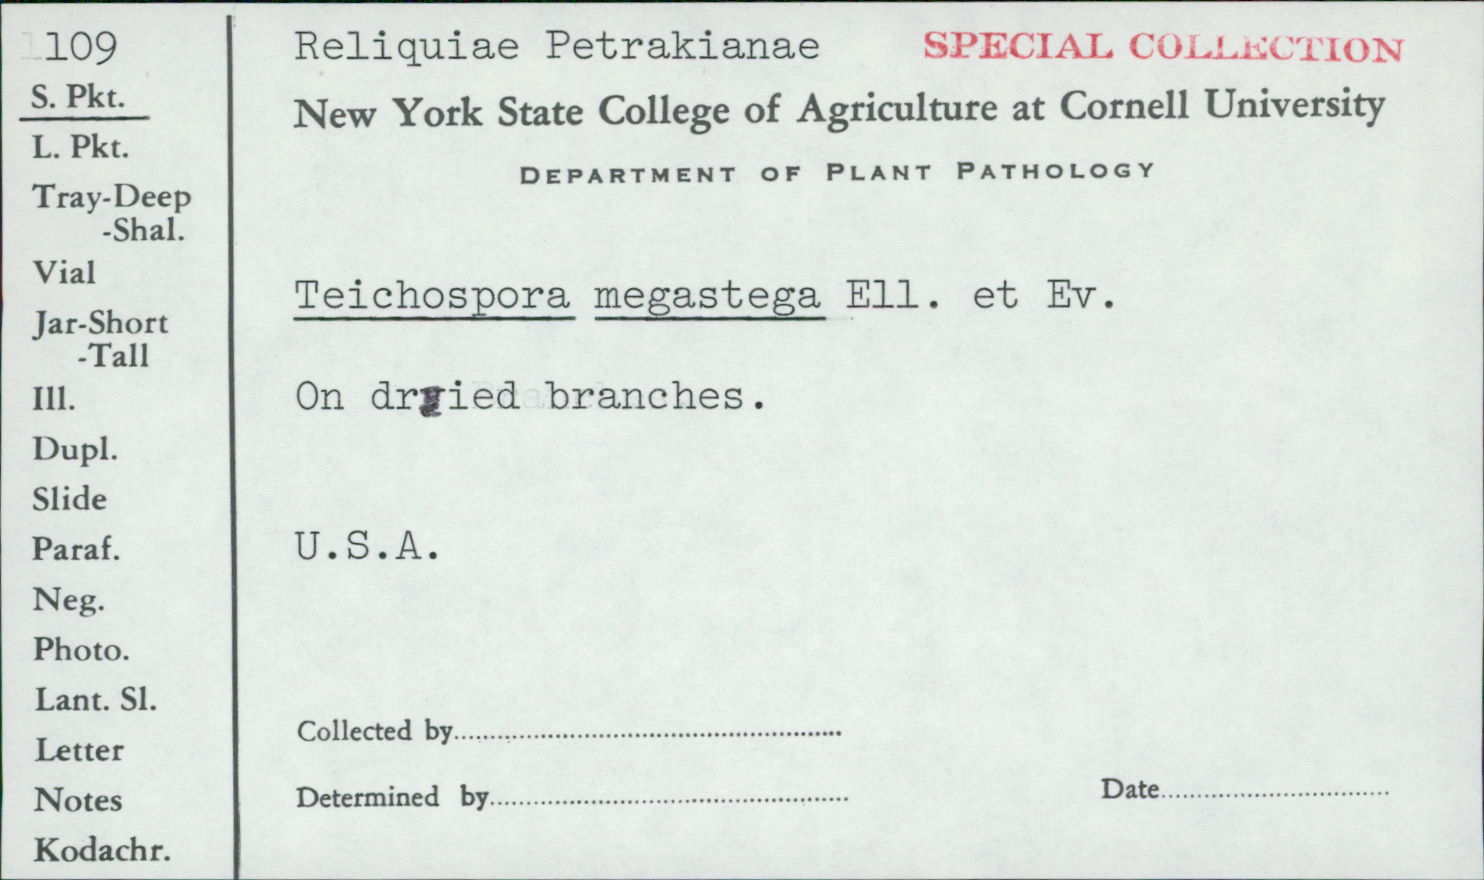 109
S. Pkt.
L. Pkt.
Tray-Deep
-Shal.
Vial
Jar-Short
-Tall
Ill.
Dupl.
Slide
Paraf.
Neg.
Photo.
Lant. Sl.
Letter
Notes
Kodachr.
Reliquiae Petrakianae SPECIAL COLLECTION
New York State College of Agriculture at Cornell University
DEPARTMENT OF PLANT PATHOLOGY
Teichospora megastega Ell. et Ev.
On dried branches.
U.S.A.
Collected by
Determined by
Date